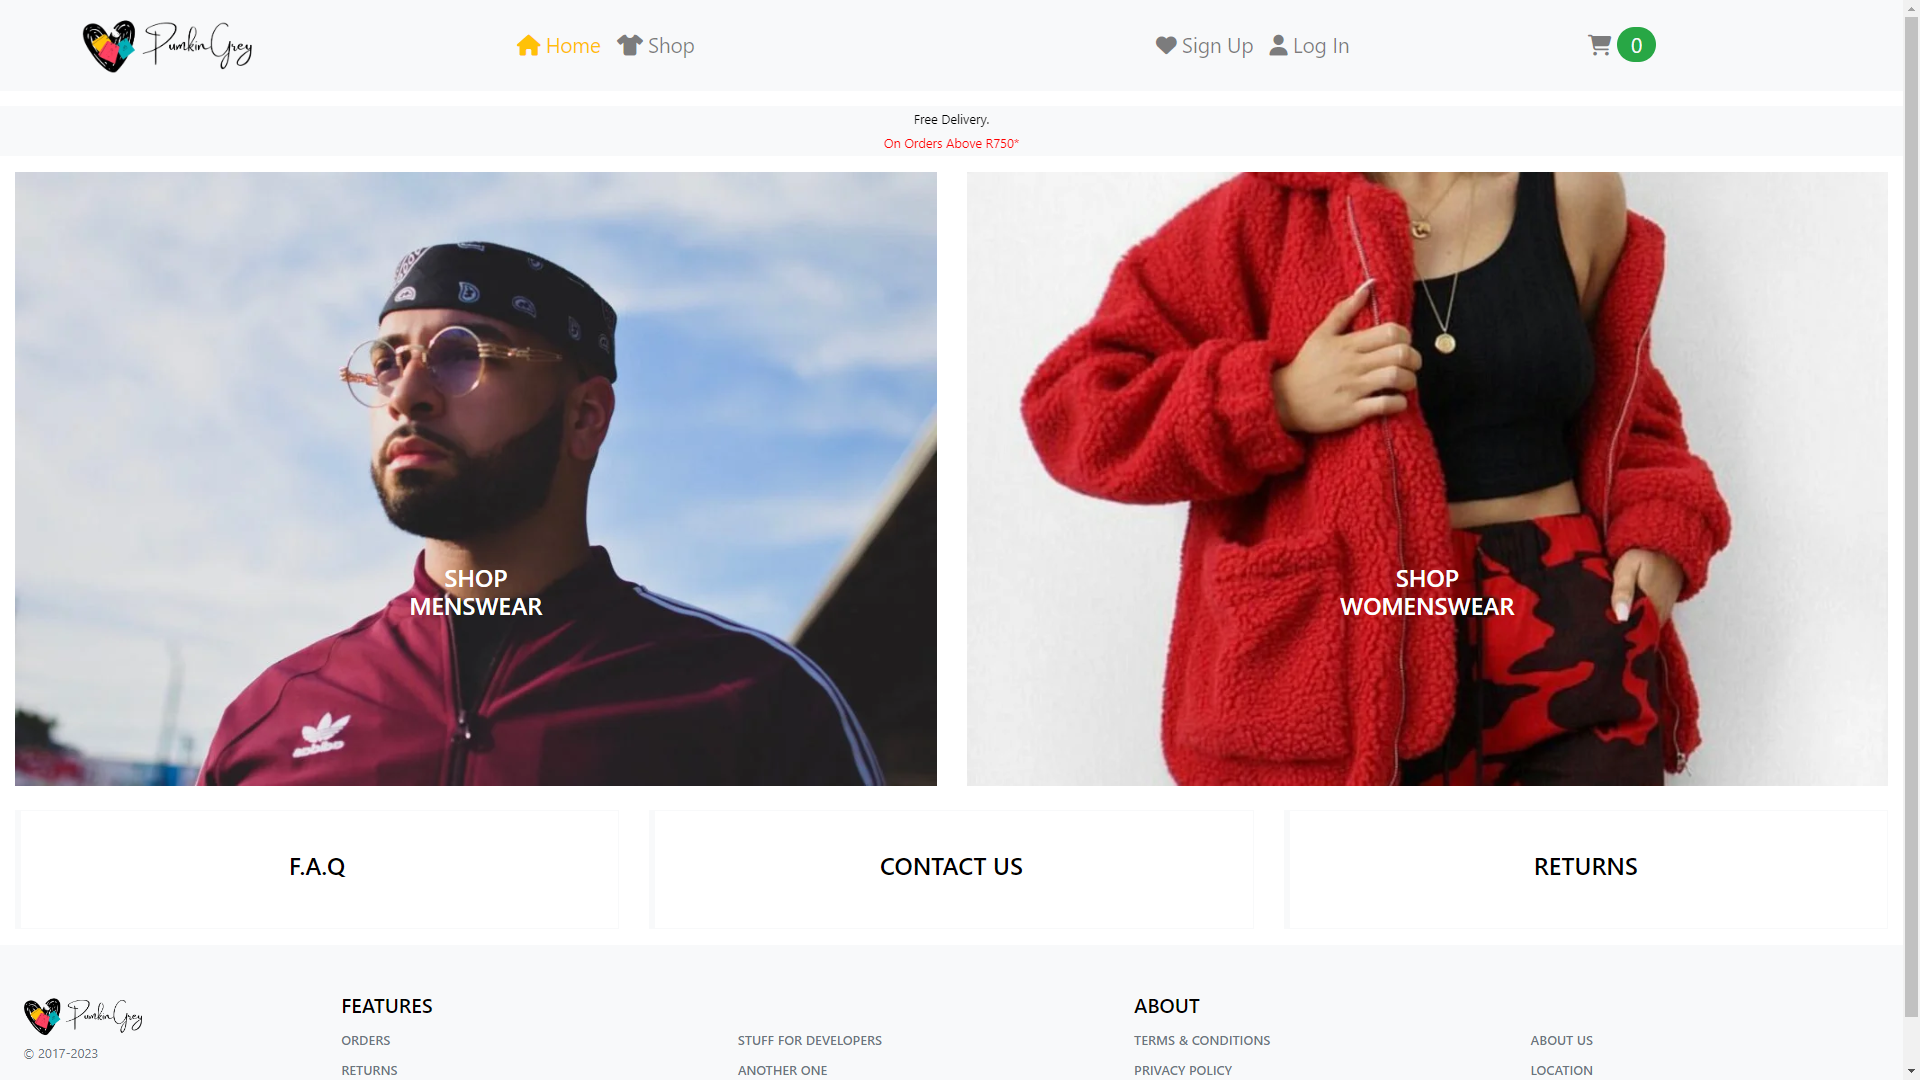 PumkinGrey
Home Shop
Sign Up Log In
0
Free Delivery.
On Orders Above R750*
SHOP
MENSWEAR
adidas
SHOP
WOMENSWEAR
F.A.Q
CONTACT US
RETURNS
PumkinGrey
© 2017-2023
FEATURES
ORDERS
RETURNS
STUFF FOR DEVELOPERS
ANOTHER ONE
ABOUT
TERMS & CONDITIONS
PRIVACY POLICY
ABOUT US
LOCATION